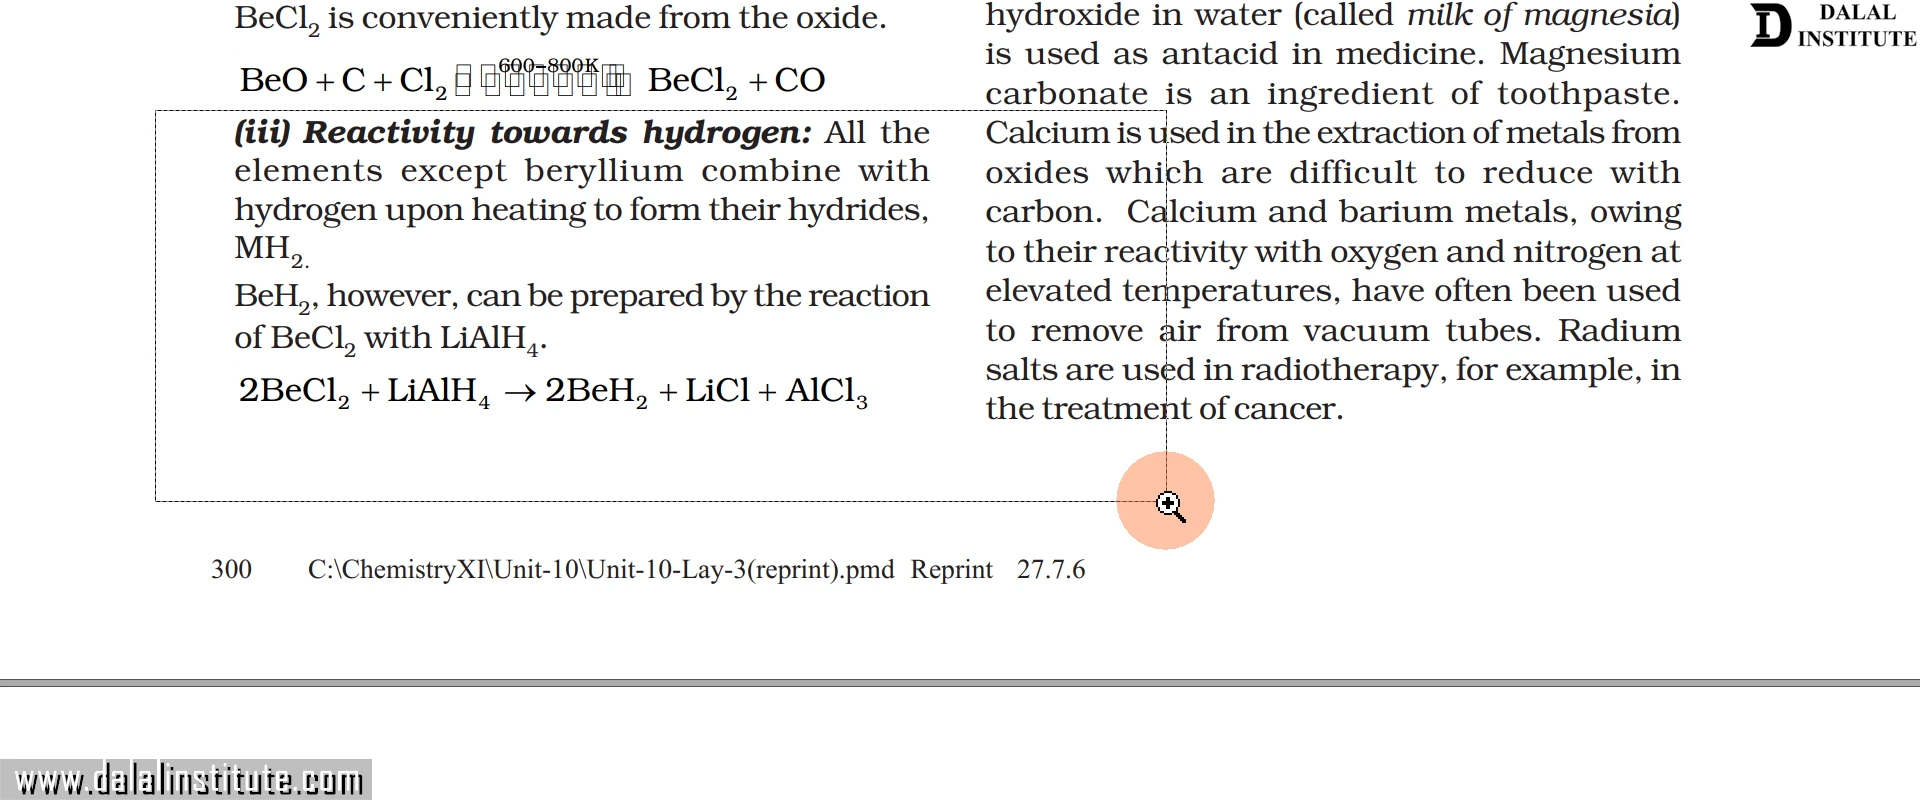 BeCl₂ is conveniently made from the oxide.
BeO + C + Cl₂ 600–800K BeCl₂ + CO
(iii) Reactivity towards hydrogen: All the
elements except beryllium combine with
hydrogen upon heating to form their hydrides,
MH₂.
BeH₂, however, can be prepared by the reaction
of BeCl₂ with LiAlH₄.
2BeCl₂ + LiAlH₄ → 2BeH₂ + LiCl + AlCl₃
hydroxide in water (called milk of magnesia)
is used as antacid in medicine. Magnesium
carbonate is an ingredient of toothpaste.
Calcium is used in the extraction of metals from
oxides which are difficult to reduce with
carbon. Calcium and barium metals, owing
to their reactivity with oxygen and nitrogen at
elevated temperatures, have often been used
to remove air from vacuum tubes. Radium
salts are used in radiotherapy, for example, in
the treatment of cancer.
DALAL
INSTITUTE
300 C:\ChemistryXI\Unit-10\Unit-10-Lay-3(reprint).pmd Reprint 27.7.6
www.dalalinstitute.com